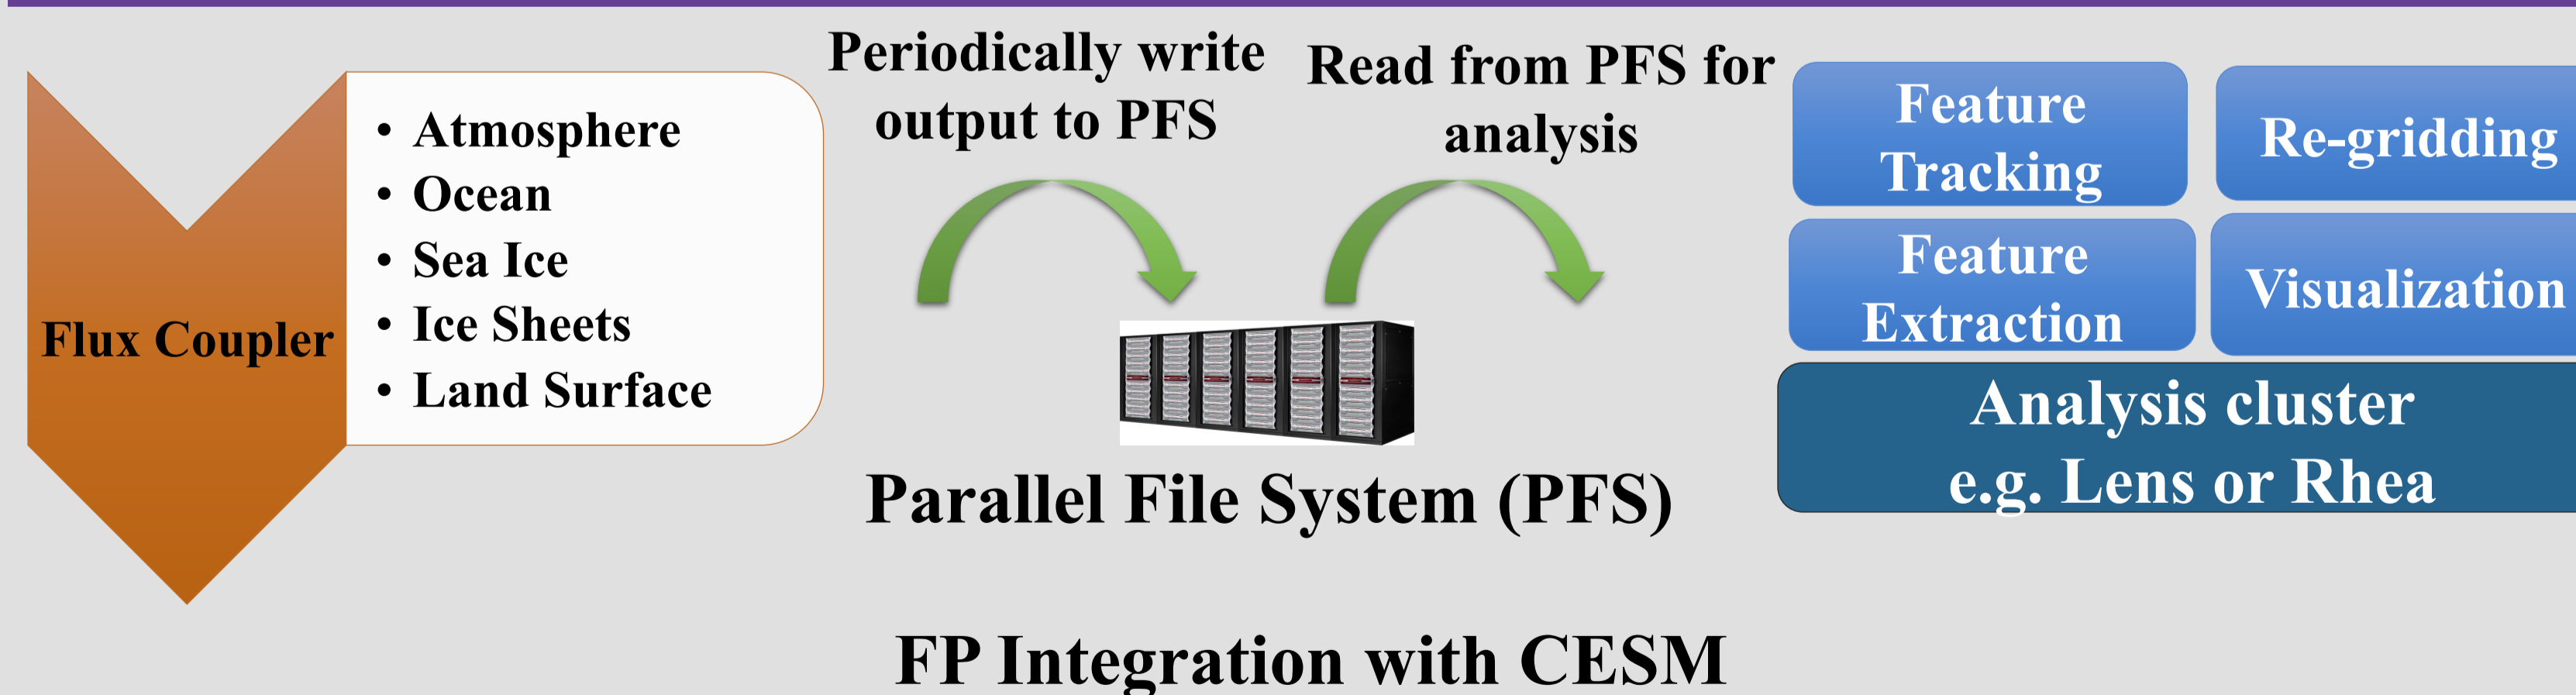 Flux Coupler
• Atmosphere
• Ocean
• Sea Ice
• Ice Sheets
• Land Surface
Periodically write
output to PFS
Read from PFS for
analysis
Parallel File System (PFS)
Feature
Tracking
Re-gridding
Feature
Extraction
Visualization
Analysis cluster
e.g. Lens or Rhea
FP Integration with CESM